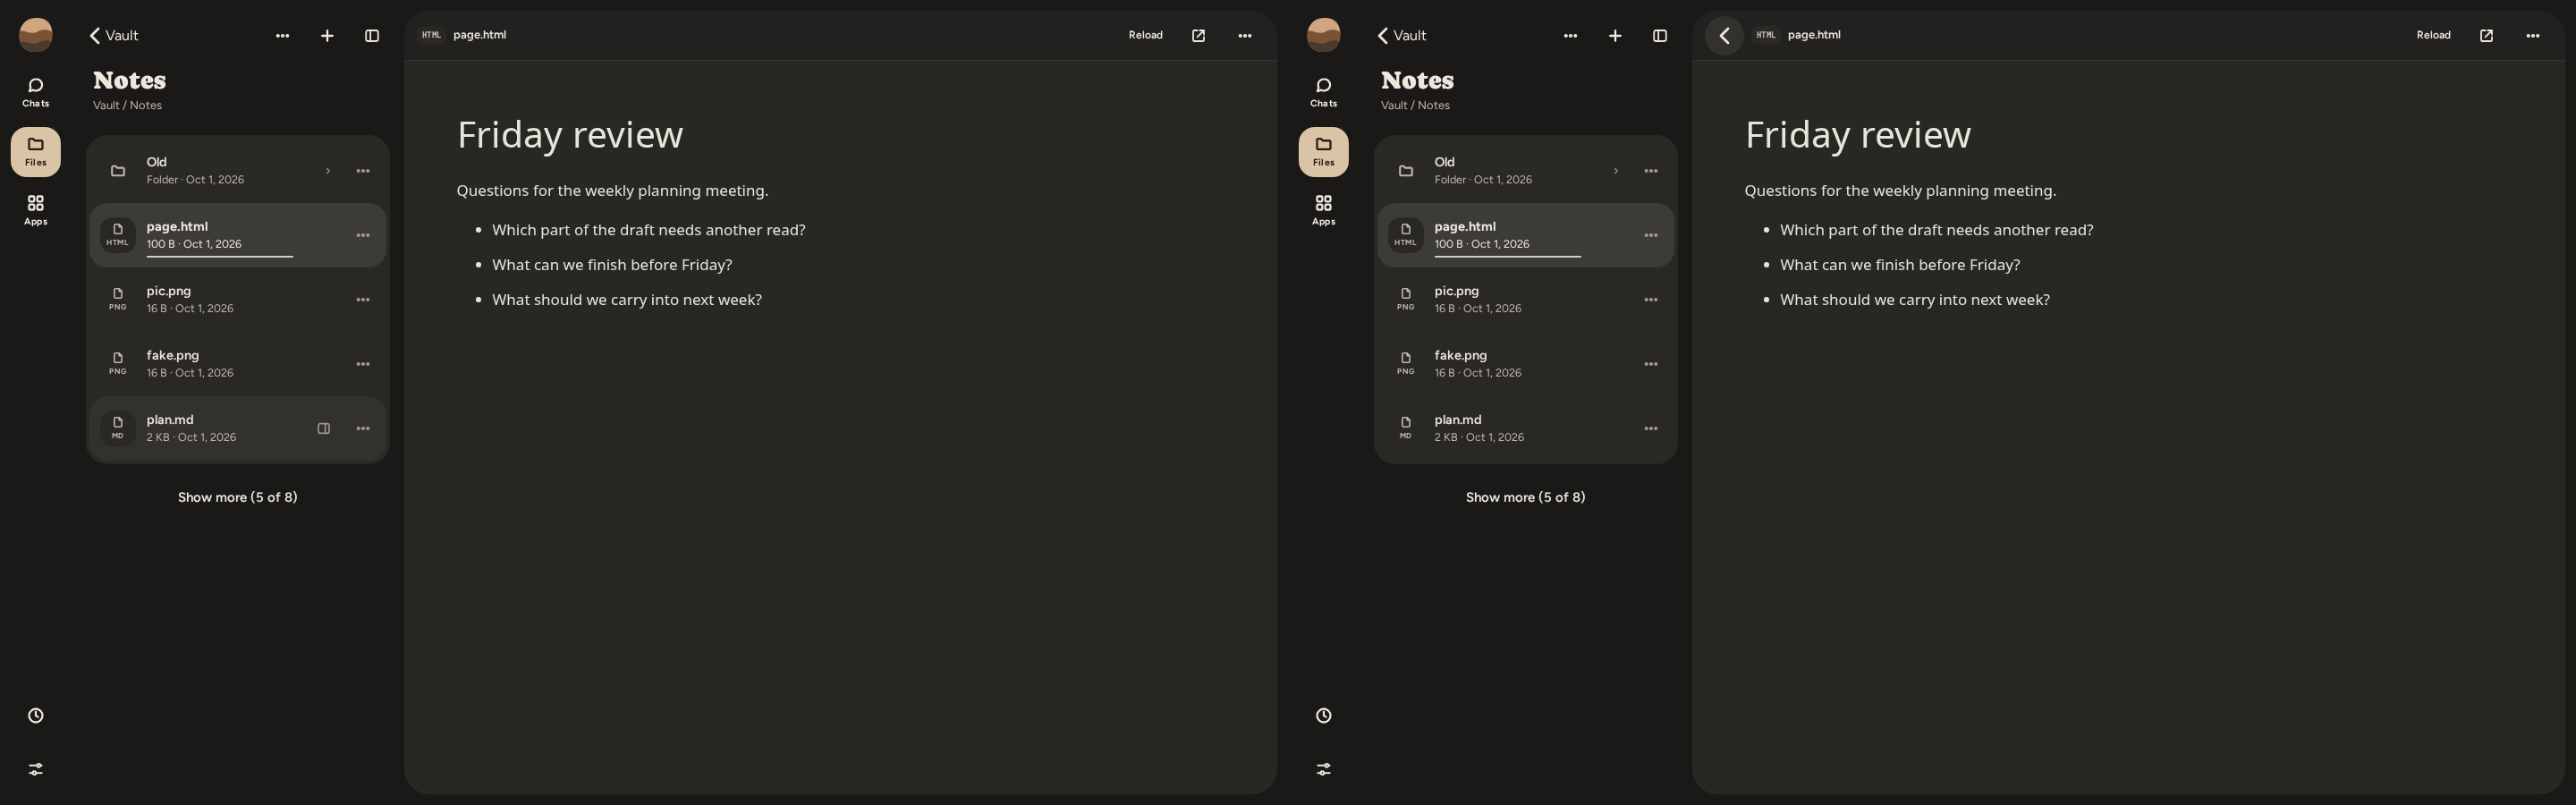 Chats
Files
Apps
Vault
Notes
Vault / Notes
Old
Folder · Oct 1, 2026
HTML
page.html
100 B · Oct 1, 2026
PNG
pic.png
16 B · Oct 1, 2026
PNG
fake.png
16 B · Oct 1, 2026
MD
plan.md
2 KB · Oct 1, 2026
Show more (5 of 8)
HTML page.html
Reload
Friday review
Questions for the weekly planning meeting.
• Which part of the draft needs another read?
• What can we finish before Friday?
• What should we carry into next week?
Chats
Files
Apps
Vault
Notes
Vault / Notes
Old
Folder · Oct 1, 2026
HTML
page.html
100 B · Oct 1, 2026
PNG
pic.png
16 B · Oct 1, 2026
PNG
fake.png
16 B · Oct 1, 2026
MD
plan.md
2 KB · Oct 1, 2026
Show more (5 of 8)
HTML page.html
Reload
Friday review
Questions for the weekly planning meeting.
• Which part of the draft needs another read?
• What can we finish before Friday?
• What should we carry into next week?